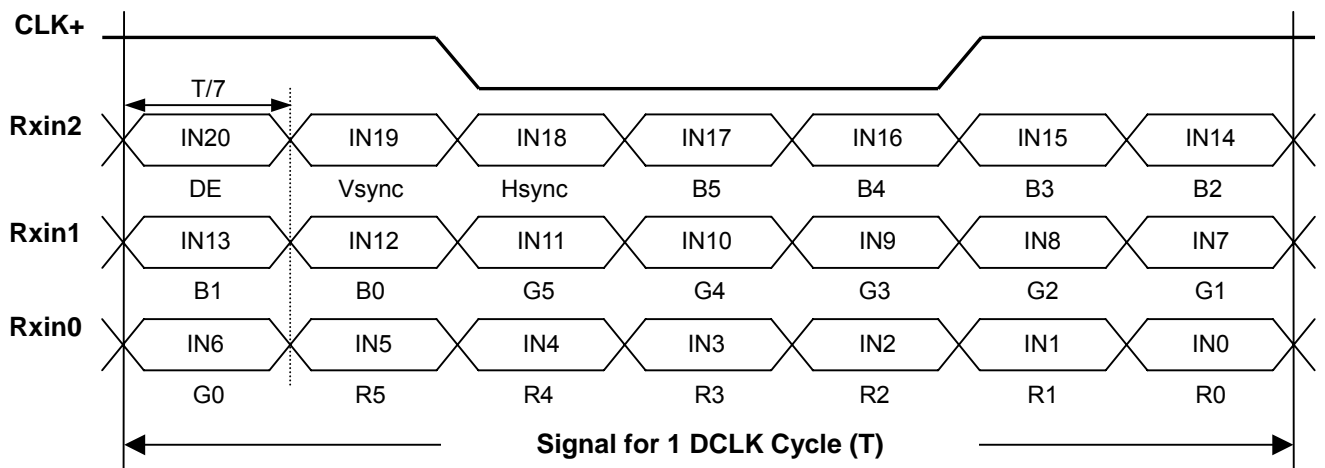 CLK+
T/7
Rxin2 IN20 IN19 IN18 IN17 IN16 IN15 IN14
DE Vsync Hsync B5 B4 B3 B2
Rxin1 IN13 IN12 IN11 IN10 IN9 IN8 IN7
B1 B0 G5 G4 G3 G2 G1
Rxin0 IN6 IN5 IN4 IN3 IN2 IN1 IN0
G0 R5 R4 R3 R2 R1 R0
Signal for 1 DCLK Cycle (T)